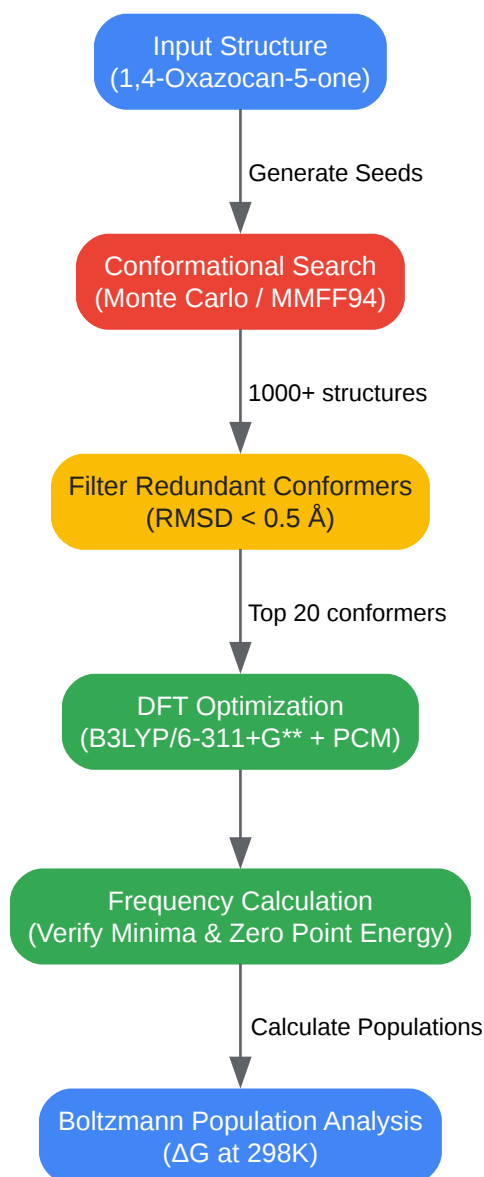 Input Structure
(1,4-Oxazocan-5-one)
Generate Seeds
Conformational Search
(Monte Carlo / MMFF94)
1000+ structures
Filter Redundant Conformers
(RMSD < 0.5 Å)
Top 20 conformers
DFT Optimization
(B3LYP/6-311+G** + PCM)
Frequency Calculation
(Verify Minima & Zero Point Energy)
Calculate Populations
Boltzmann Population Analysis
(ΔG at 298K)